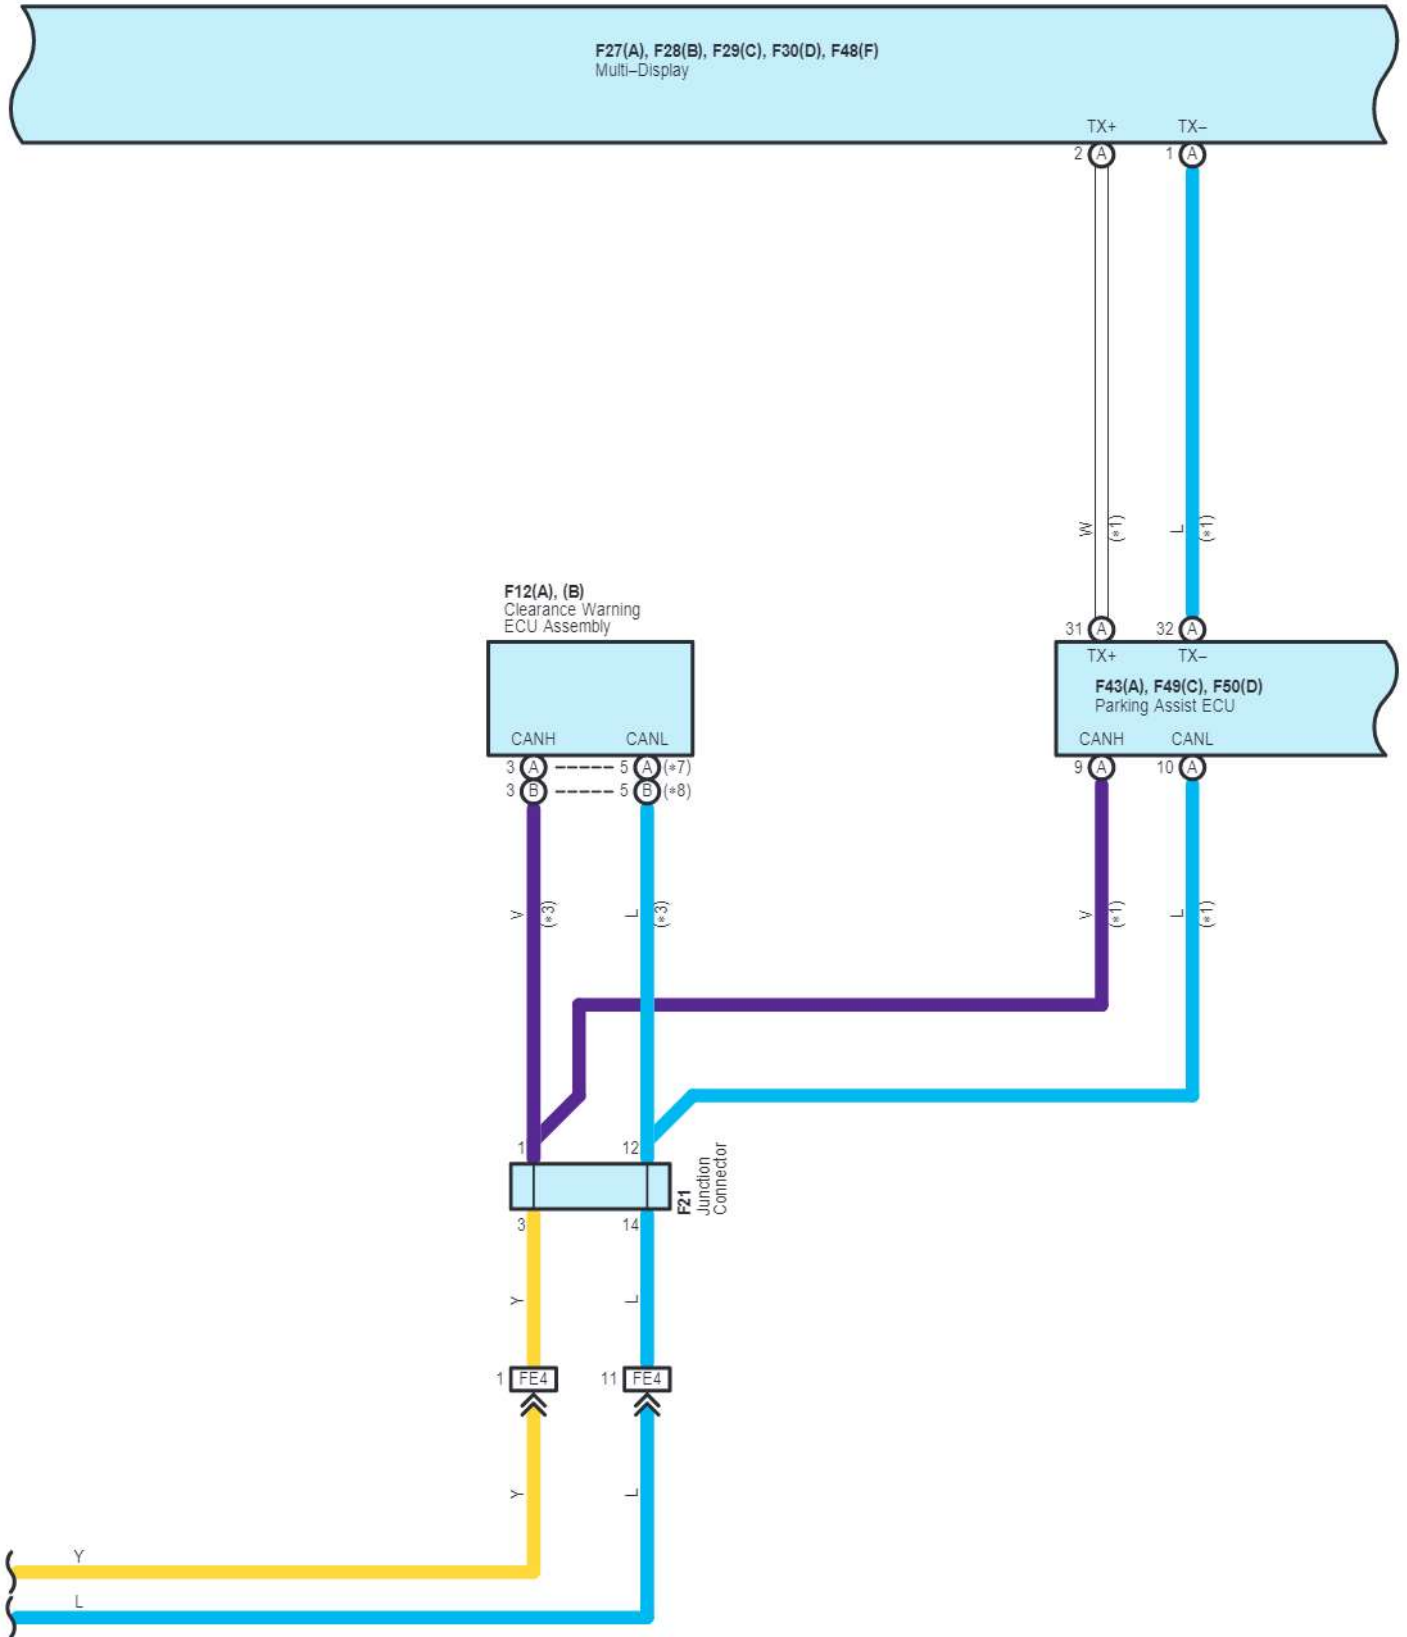 F27(A), F28(B), F29(C), F30(D), F48(F)
Multi–Display
TX+ TX–
2 A 1 A
W (*1) L (*1)
F12(A), (B)
Clearance Warning
ECU Assembly
31 A 32 A
TX+ TX–
F43(A), F49(C), F50(D)
Parking Assist ECU
CANH CANL CANH CANL
3 A 5 A (*7) 9 A 10 A
3 B 5 B (*8)
V (*3) L (*3) V (*1) L (*1)
1 12
F21
Junction
Connector
3 14
Y L
1 FE4 11 FE4
Y L
Y
L